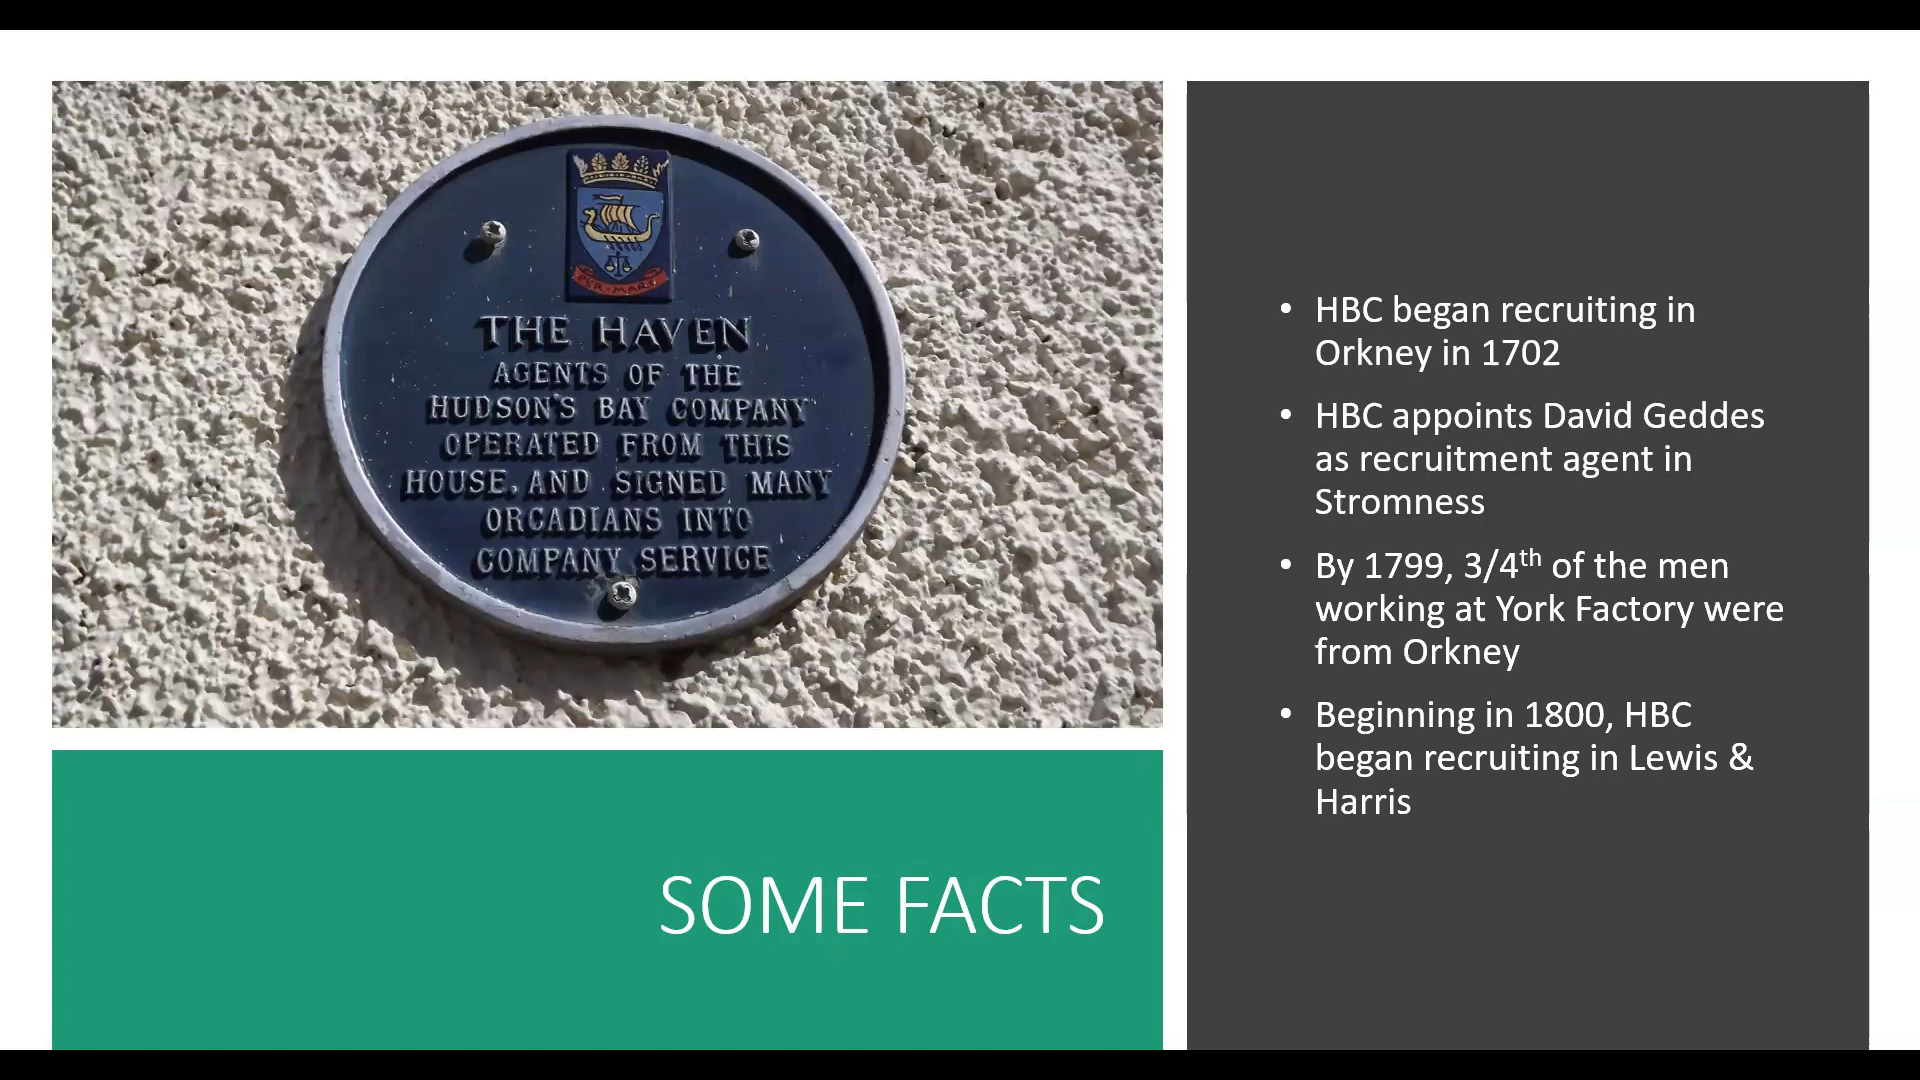 THE HAVEN
AGENTS OF THE
HUDSON'S BAY COMPANY
OPERATED FROM THIS
HOUSE, AND SIGNED MANY
ORCADIANS INTO
COMPANY SERVICE
SOME FACTS
• HBC began recruiting in
Orkney in 1702
• HBC appoints David Geddes
as recruitment agent in
Stromness
• By 1799, 3/4th of the men
working at York Factory were
from Orkney
• Beginning in 1800, HBC
began recruiting in Lewis &
Harris